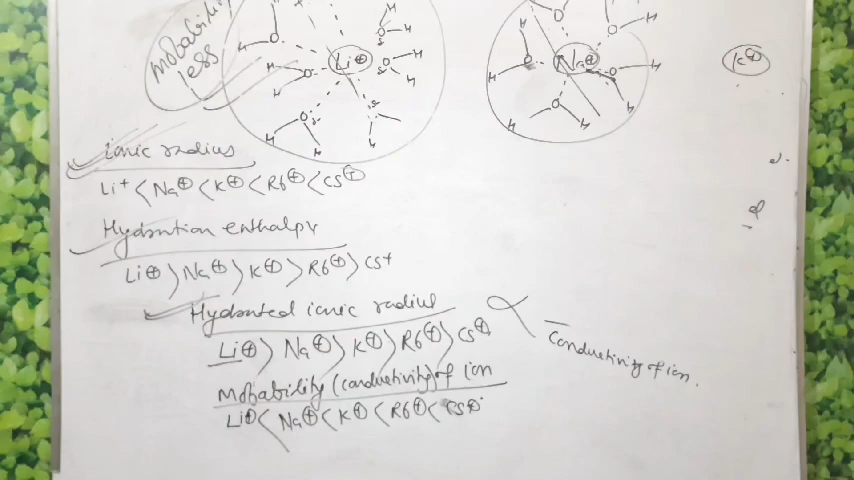 mobability
less
Li⊕
Na⊕
K⊕
ionic radius
Li+ < Na⊕ < K⊕ < Rb⊕ < Cs⊕
Hydration enthalpy
Li⊕ > Na⊕ > K⊕ > Rb⊕ > Cs+
Hydrated ionic radius
Li⊕ > Na⊕ > K⊕ > Rb⊕ > Cs⊕
Conductivity of ion.
Mobability (conductivity) of ion
Li⊕ < Na⊕ < K⊕ < Rb⊕ < Cs⊕